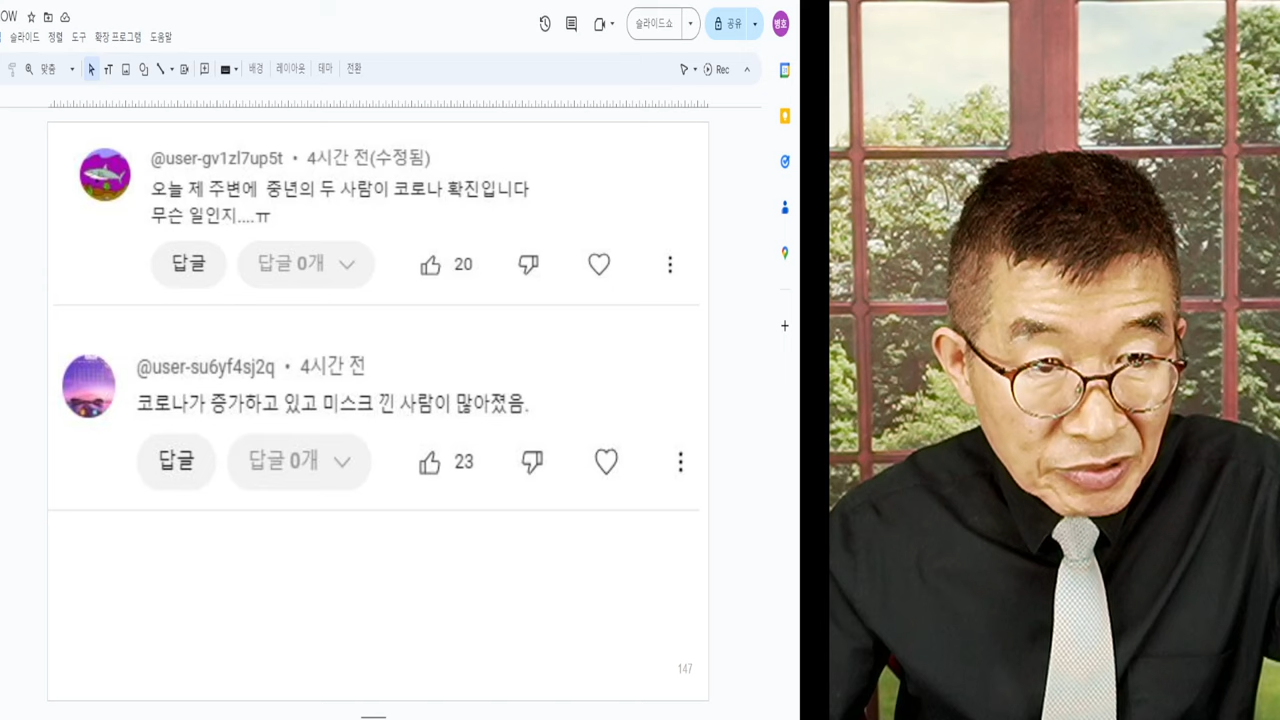 OW
슬라이드 정렬 도구 확장 프로그램 도움말
슬라이드쇼
공유
병호
맞춤
배경 레이아웃 테마 전환
Rec
@user-gv1zl7up5t • 4시간 전(수정됨)
오늘 제 주변에 중년의 두 사람이 코로나 확진입니다
무슨 일인지....ㅠ
답글 답글 0개 20
@user-su6yf4sj2q • 4시간 전
코로나가 증가하고 있고 미스크 낀 사람이 많아졌음.
답글 답글 0개 23
147